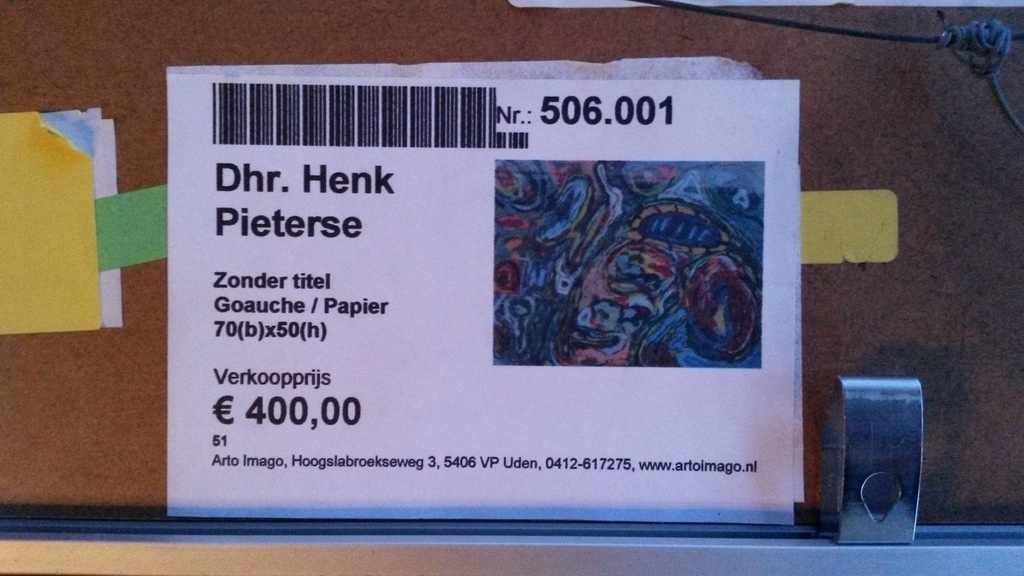 Nr.: 506.001
Dhr. Henk
Pieterse
Zonder titel
Goauche / Papier
70(b)x50(h)
Verkoopprijs
€ 400,00
51
Arto Imago, Hoogslabroekseweg 3, 5406 VP Uden, 0412-617275, www.artoimago.nl